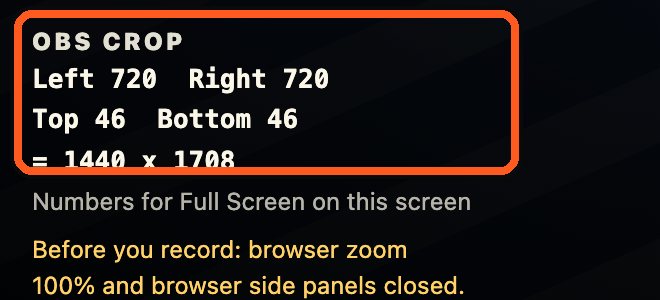 OBS CROP
Left 720 Right 720
Top 46 Bottom 46
= 1440 x 1708
Numbers for Full Screen on this screen
Before you record: browser zoom
100% and browser side panels closed.